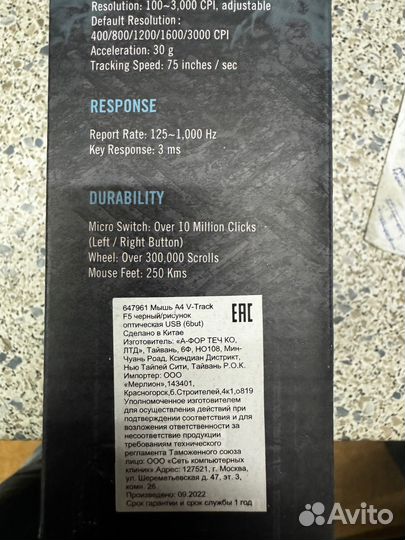 Resolution: 100~3,000 CPI, adjustable
Default Resolution :
400/800/1200/1600/3000 CPI
Acceleration: 30 g
Tracking Speed: 75 inches / sec
RESPONSE
Report Rate: 125~1,000 Hz
Key Response: 3 ms
DURABILITY
Micro Switch: Over 10 Million Clicks
(Left / Right Button)
Wheel: Over 300,000 Scrolls
Mouse Feet: 250 Kms
647961 Мышь A4 V-Track
F5 черный/рисунок
оптическая USB (6but)
Сделано в Китае
Изготовитель: «А-ФОР ТЕЧ КО,
ЛТД», Тайвань, 6Ф, НО108, Мин-
Чуань Роад, Ксиндиан Дистрикт,
Нью Тайпей Сити, Тайвань Р.О.К.
Импортер: ООО
«Мерлион»,143401,
Красногорск,б.Строителей,4к1,о819
Уполномоченное изготовителем
для осуществления действий при
подтверждении соответствия и для
возложения ответственности за
несоответствие продукции
требованиям технического
регламента Таможенного союза
лицо: ООО «Сеть компьютерных
клиник».Адрес: 127521, г. Москва,
ул. Шереметьевская д. 47, эт. 3,
комн. 26.
Произведено: 09.2022
Срок гарантии и срок службы 1 год
EAC
Avito